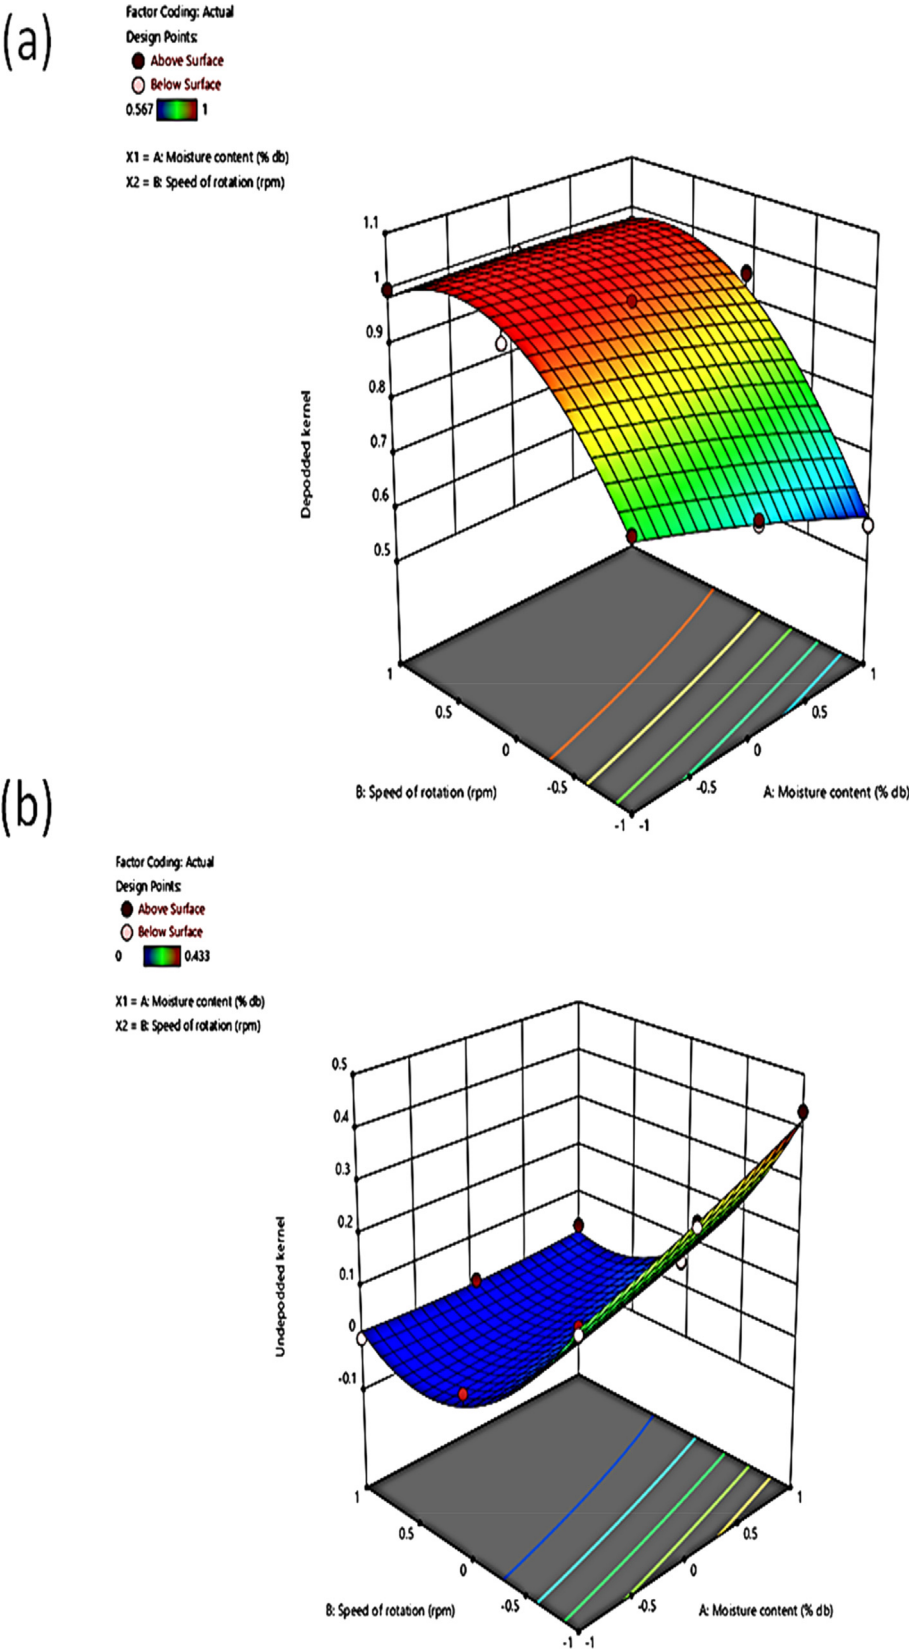 (a)
Factor Coding: Actual
Design Points:
Above Surface
Below Surface
0.567 1
X1 = A: Moisture content (% db)
X2 = B: Speed of rotation (rpm)
1.1
1
0.9
0.8
0.7
0.6
0.5
Depodded kernel
1
0.5
0
-0.5
-1
B: Speed of rotation (rpm)
-1
-0.5
0
0.5
1
A: Moisture content (% db)
(b)
Factor Coding: Actual
Design Points:
Above Surface
Below Surface
0 0.433
X1 = A: Moisture content (% db)
X2 = B: Speed of rotation (rpm)
0.5
0.4
0.3
0.2
0.1
0
-0.1
Undepodded kernel
1
0.5
0
-0.5
-1
B: Speed of rotation (rpm)
-1
-0.5
0
0.5
1
A: Moisture content (% db)